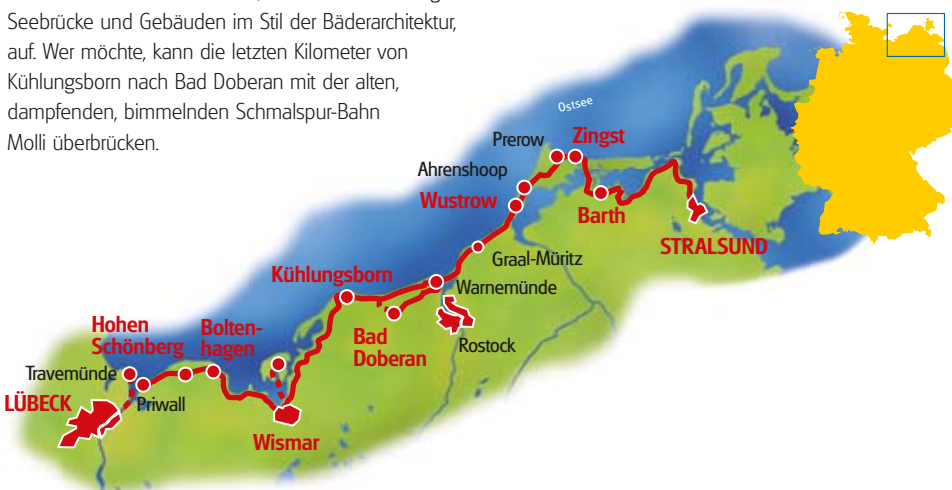 Seebrücke und Gebäuden im Stil der Bäderarchitektur,
auf. Wer möchte, kann die letzten Kilometer von
Kühlungsborn nach Bad Doberan mit der alten,
dampfenden, bimmelnden Schmalspur-Bahn
Molli überbrücken.
Ostsee
Prerow
Zingst
Ahrenshoop
Wustrow
Barth
STRALSUND
Graal-Müritz
Kühlungsborn
Warnemünde
Hohen
Schönberg
Bolten-
hagen
Bad
Doberan
Rostock
Travemünde
LÜBECK
Priwall
Wismar